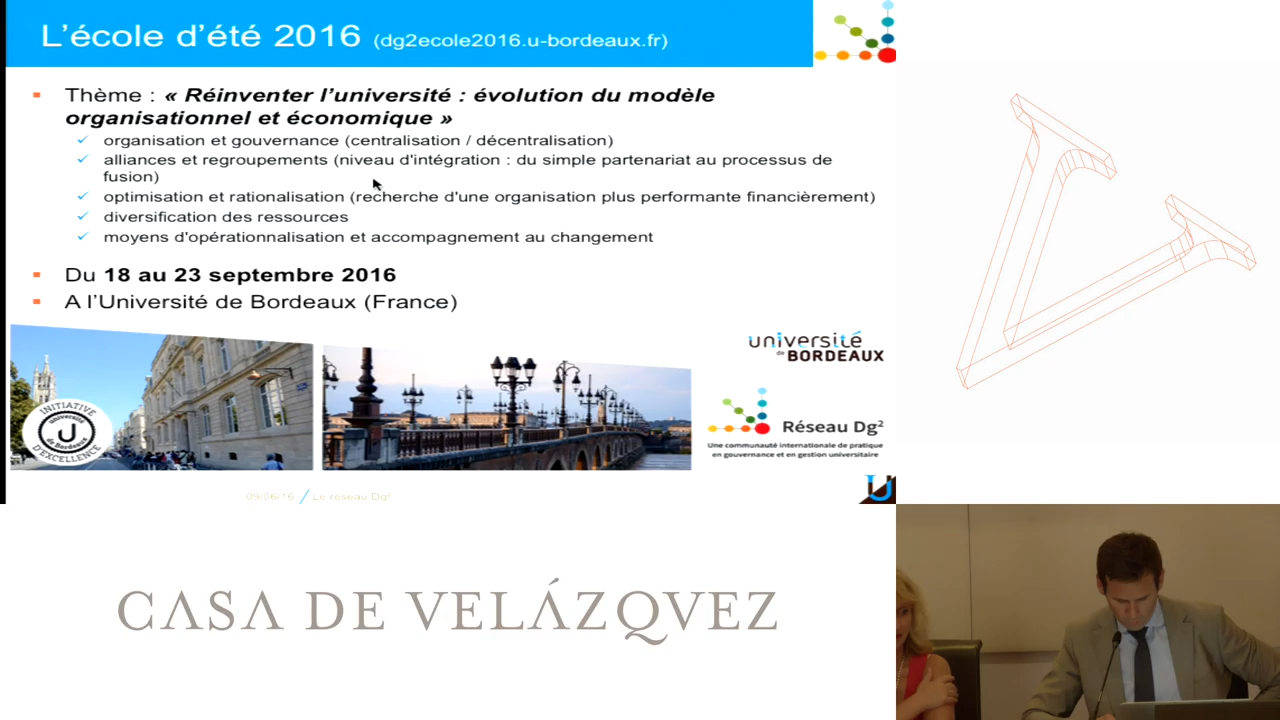 L'école d'été 2016 (dg2ecole2016.u-bordeaux.fr)
Thème : « Réinventer l'université : évolution du modèle
organisationnel et économique »
organisation et gouvernance (centralisation / décentralisation)
alliances et regroupements (niveau d'intégration : du simple partenariat au processus de
fusion)
optimisation et rationalisation (recherche d'une organisation plus performante financièrement)
diversification des ressources
moyens d'opérationnalisation et accompagnement au changement
Du 18 au 23 septembre 2016
A l'Université de Bordeaux (France)
université
de BORDEAUX
INITIATIVE
université
de Bordeaux
D'EXCELLENCE
Réseau Dg²
Une communauté internationale de pratique
en gouvernance et en gestion universitaire
09/06/16 / Le réseau Dg²
CASA DE VELÁZQVEZ